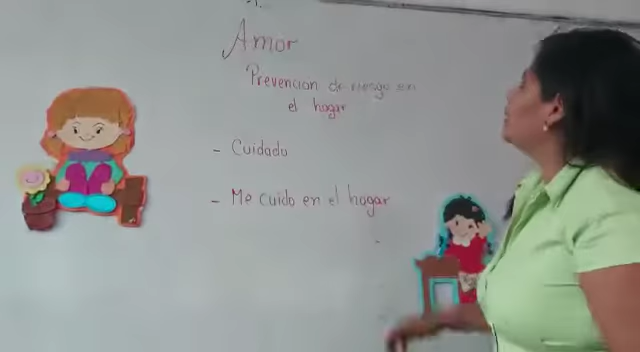 Amor
Prevención de riesgo en
el hogar
- Cuidado
- Me cuido en el hogar
-